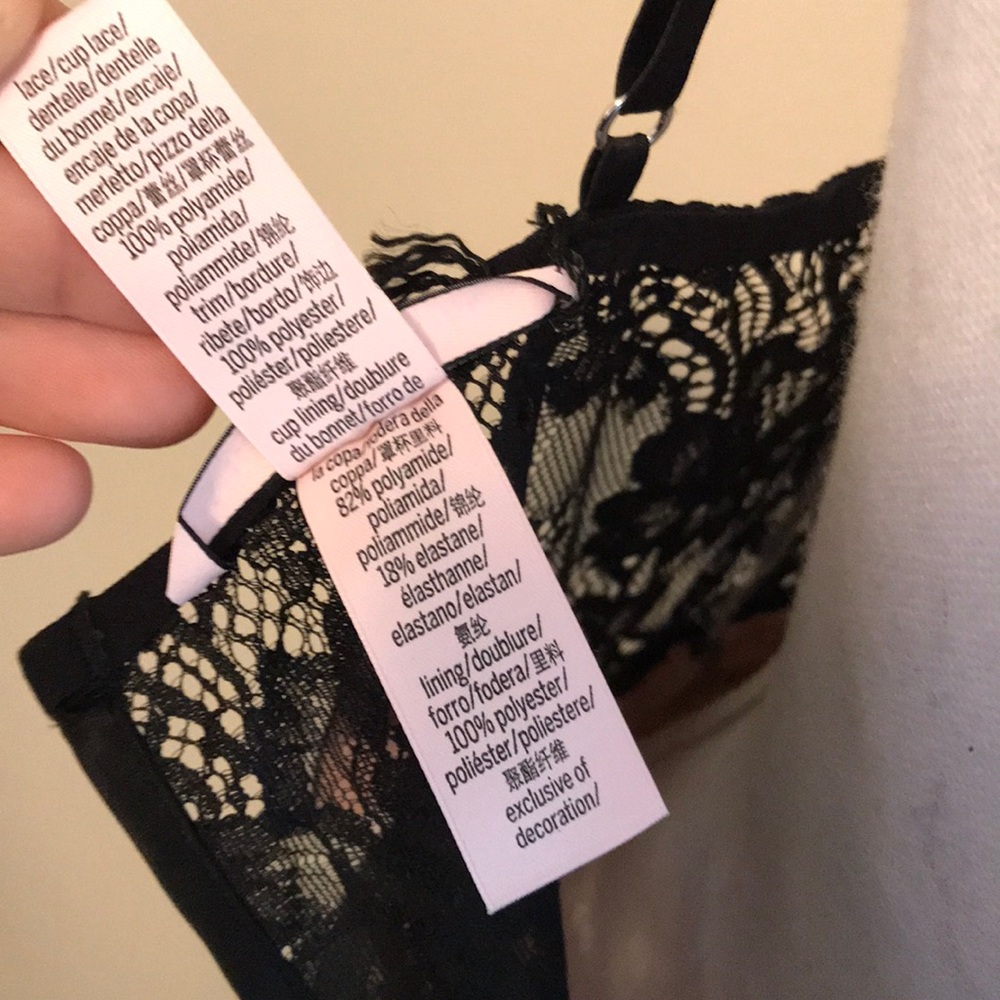 lace/cup lace/
dentelle/dentelle
du bonnet/encaje/
encaje de la copa/
merletto/pizzo della
coppa/蕾丝/罩杯蕾丝
100% polyamide/
poliamida/
poliammide/锦纶
trim/bordure/
ribete/bordo/饰边
100% polyester/
poliéster/poliestere/
聚酯纤维
cup lining/doublure
du bonnet/forro de
la copa/fodera della
coppa/罩杯里料
82% polyamide/
poliamida/
poliammide/锦纶
18% elastane/
élasthanne/
elastano/elastan/
氨纶
lining/doublure/
forro/fodera/里料
100% polyester/
poliéster/poliestere/
聚酯纤维
exclusive of
decoration/